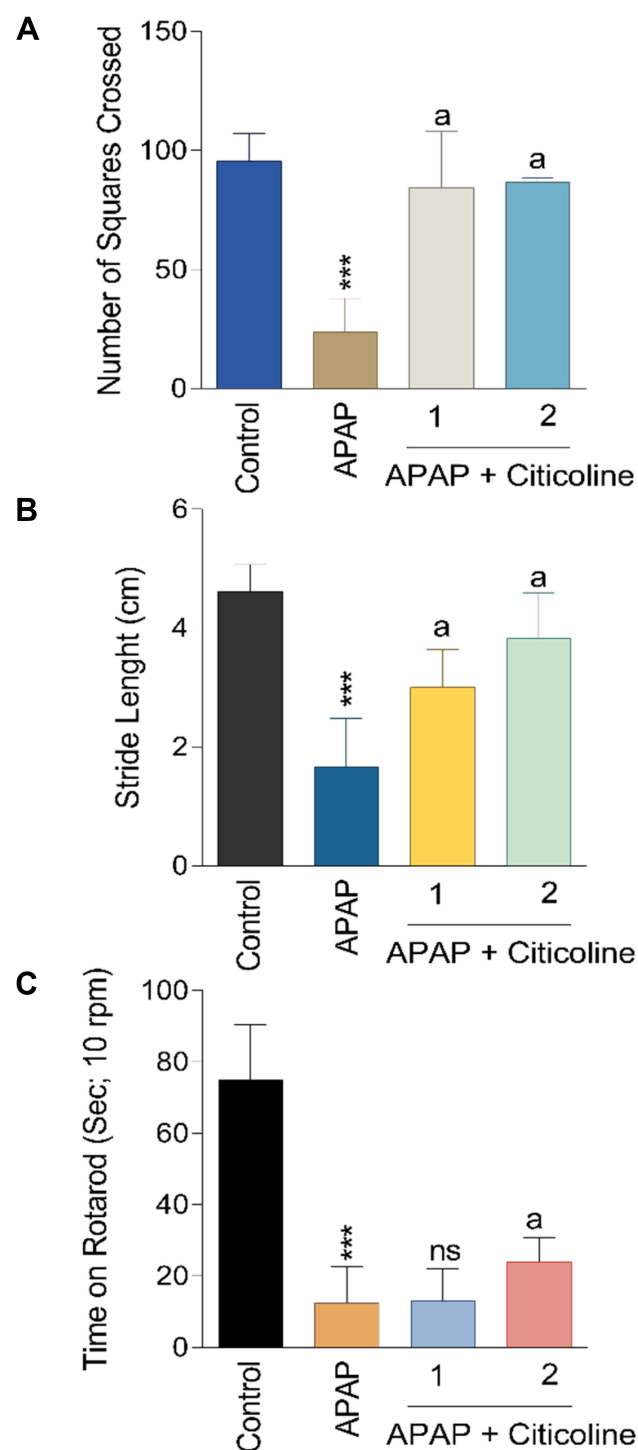 A
Number of Squares Crossed
150
100
50
0
***
a
a
Control
APAP
1
2
APAP + Citicoline
B
Stride Lenght (cm)
6
4
2
0
***
a
a
Control
APAP
1
2
APAP + Citicoline
C
Time on Rotarod (Sec; 10 rpm)
100
80
60
40
20
0
***
ns
a
Control
APAP
1
2
APAP + Citicoline